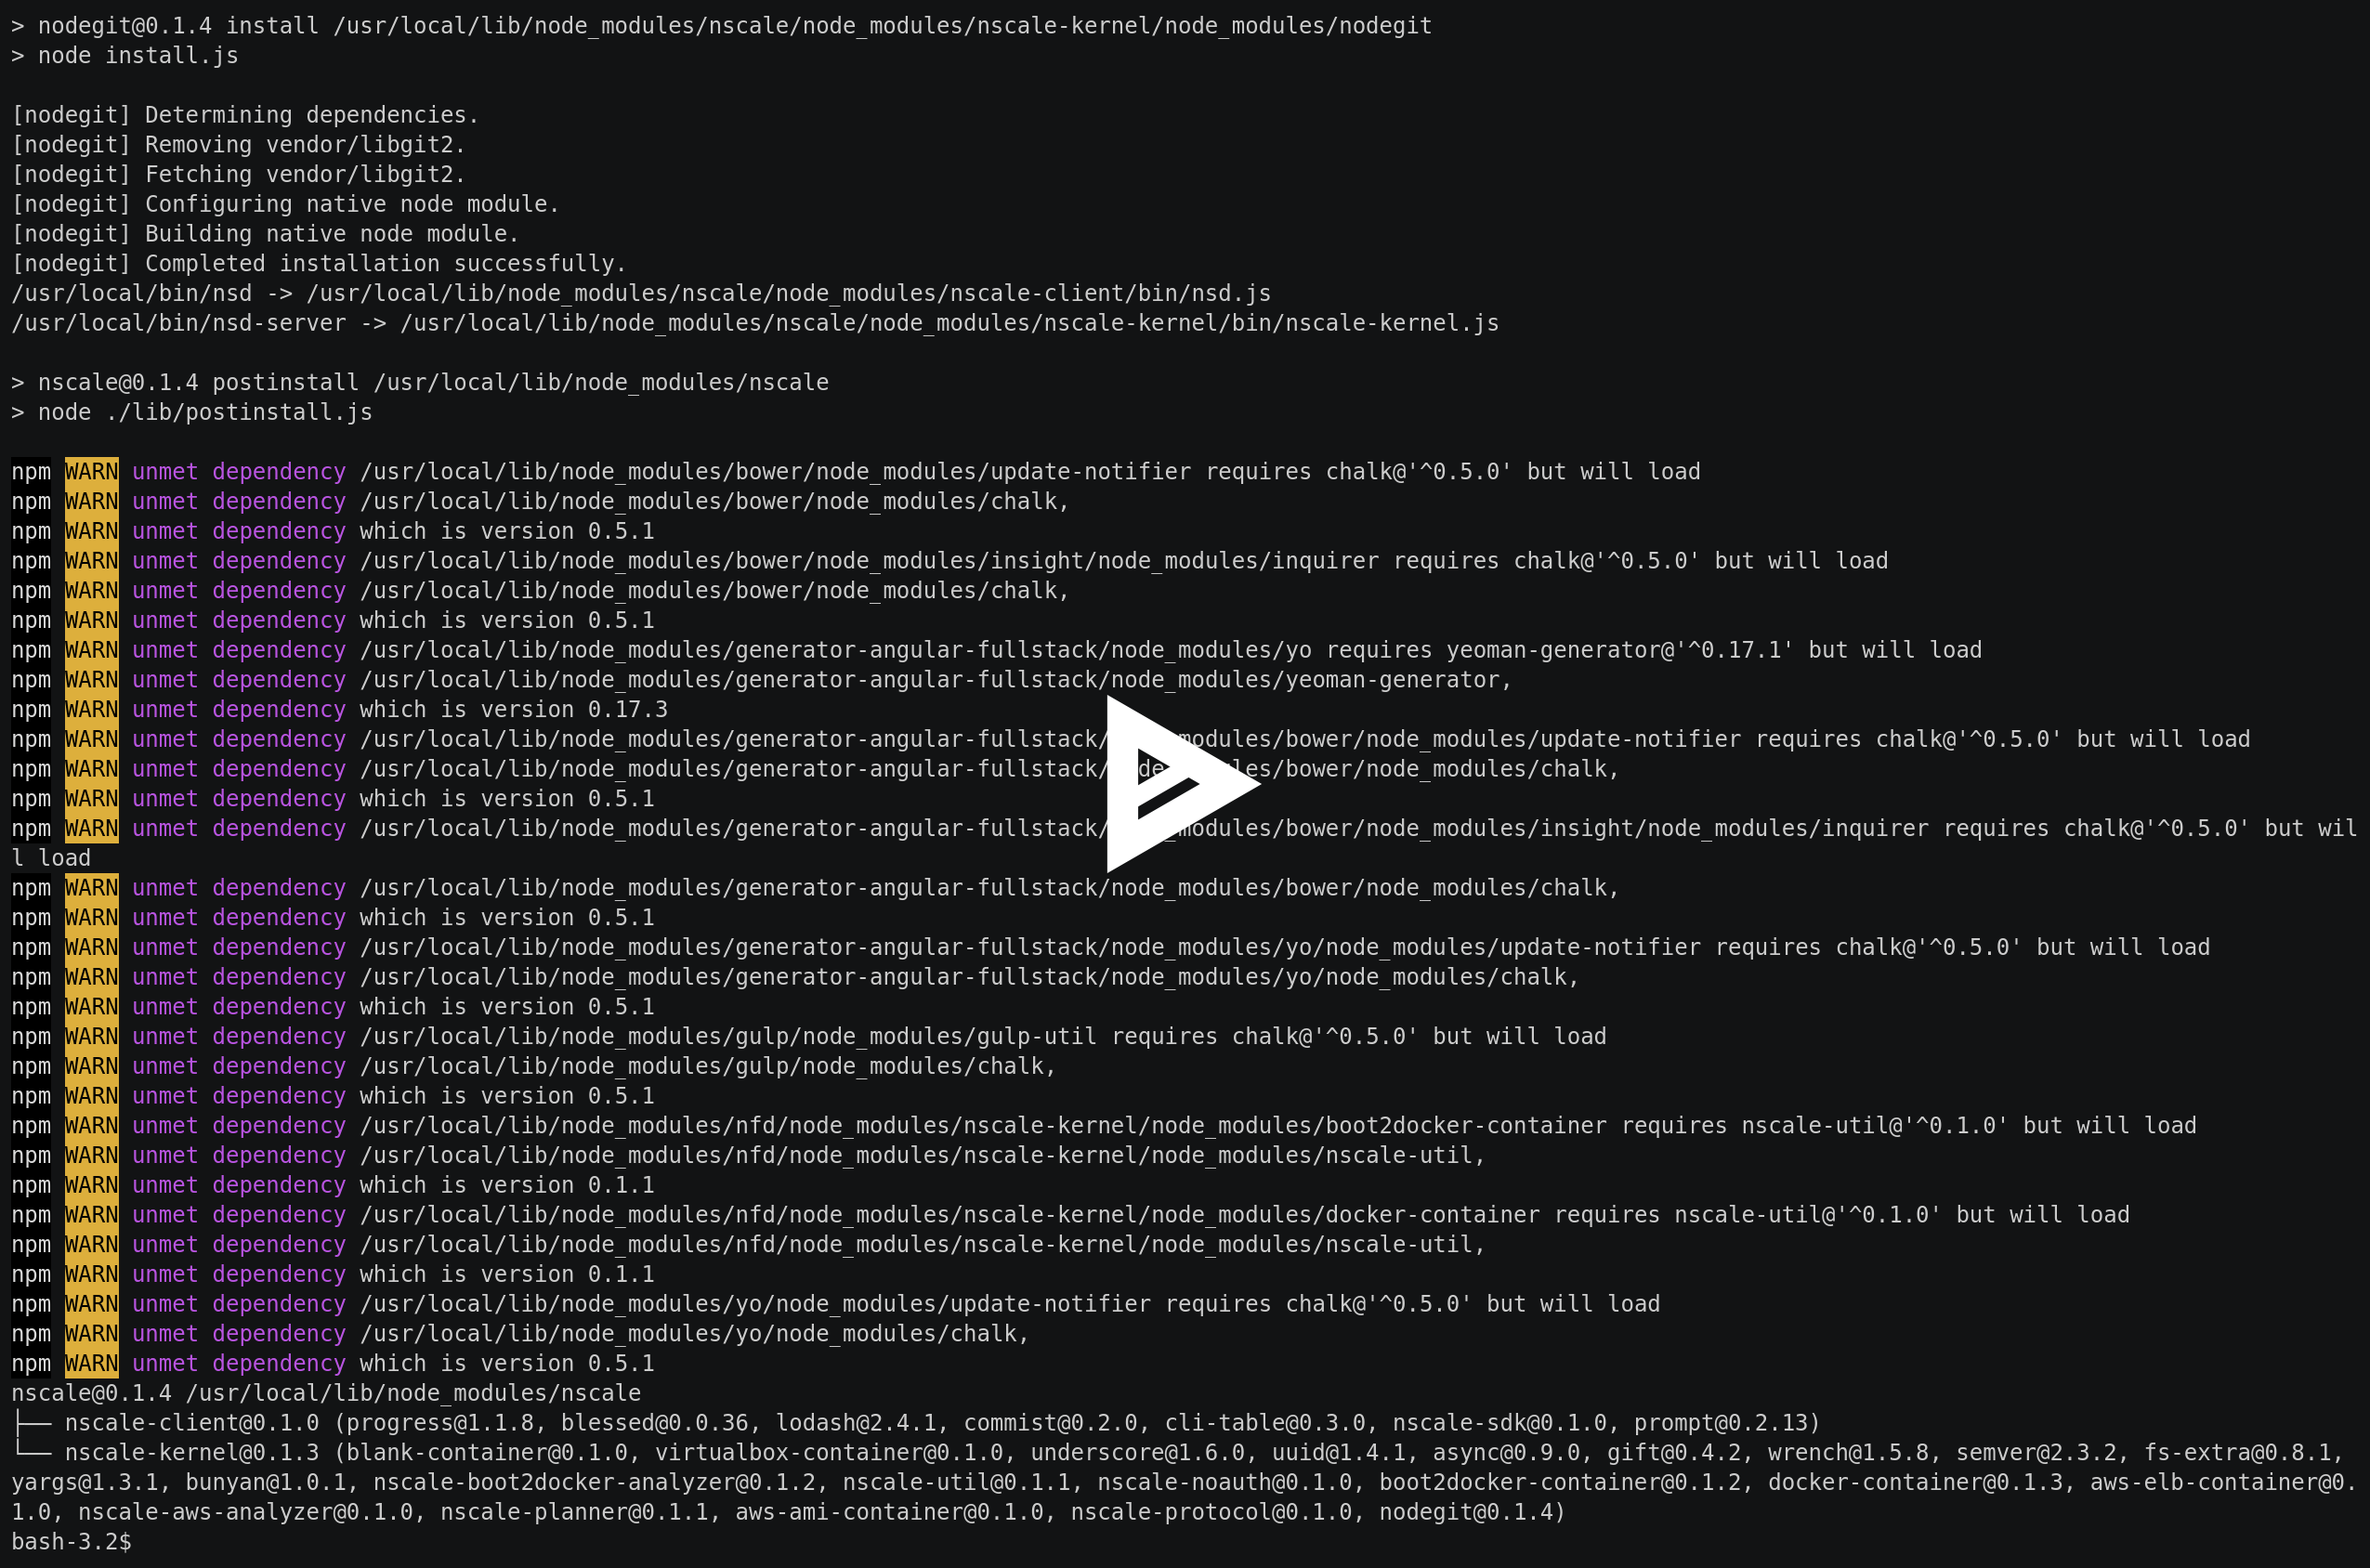 > nodegit@0.1.4 install /usr/local/lib/node_modules/nscale/node_modules/nscale-kernel/node_modules/nodegit
> node install.js
[nodegit] Determining dependencies.
[nodegit] Removing vendor/libgit2.
[nodegit] Fetching vendor/libgit2.
[nodegit] Configuring native node module.
[nodegit] Building native node module.
[nodegit] Completed installation successfully.
/usr/local/bin/nsd -> /usr/local/lib/node_modules/nscale/node_modules/nscale-client/bin/nsd.js
/usr/local/bin/nsd-server -> /usr/local/lib/node_modules/nscale/node_modules/nscale-kernel/bin/nscale-kernel.js
> nscale@0.1.4 postinstall /usr/local/lib/node_modules/nscale
> node ./lib/postinstall.js
npm WARN unmet dependency /usr/local/lib/node_modules/bower/node_modules/update-notifier requires chalk@'^0.5.0' but will load
npm WARN unmet dependency /usr/local/lib/node_modules/bower/node_modules/chalk,
npm WARN unmet dependency which is version 0.5.1
npm WARN unmet dependency /usr/local/lib/node_modules/bower/node_modules/insight/node_modules/inquirer requires chalk@'^0.5.0' but will load
npm WARN unmet dependency /usr/local/lib/node_modules/bower/node_modules/chalk,
npm WARN unmet dependency which is version 0.5.1
npm WARN unmet dependency /usr/local/lib/node_modules/generator-angular-fullstack/node_modules/yo requires yeoman-generator@'^0.17.1' but will load
npm WARN unmet dependency /usr/local/lib/node_modules/generator-angular-fullstack/node_modules/yeoman-generator,
npm WARN unmet dependency which is version 0.17.3
npm WARN unmet dependency /usr/local/lib/node_modules/generator-angular-fullstack/node_modules/bower/node_modules/update-notifier requires chalk@'^0.5.0' but will load
npm WARN unmet dependency /usr/local/lib/node_modules/generator-angular-fullstack/node_modules/bower/node_modules/chalk,
npm WARN unmet dependency which is version 0.5.1
npm WARN unmet dependency /usr/local/lib/node_modules/generator-angular-fullstack/node_modules/bower/node_modules/insight/node_modules/inquirer requires chalk@'^0.5.0' but wil
l load
npm WARN unmet dependency /usr/local/lib/node_modules/generator-angular-fullstack/node_modules/bower/node_modules/chalk,
npm WARN unmet dependency which is version 0.5.1
npm WARN unmet dependency /usr/local/lib/node_modules/generator-angular-fullstack/node_modules/yo/node_modules/update-notifier requires chalk@'^0.5.0' but will load
npm WARN unmet dependency /usr/local/lib/node_modules/generator-angular-fullstack/node_modules/yo/node_modules/chalk,
npm WARN unmet dependency which is version 0.5.1
npm WARN unmet dependency /usr/local/lib/node_modules/gulp/node_modules/gulp-util requires chalk@'^0.5.0' but will load
npm WARN unmet dependency /usr/local/lib/node_modules/gulp/node_modules/chalk,
npm WARN unmet dependency which is version 0.5.1
npm WARN unmet dependency /usr/local/lib/node_modules/nfd/node_modules/nscale-kernel/node_modules/boot2docker-container requires nscale-util@'^0.1.0' but will load
npm WARN unmet dependency /usr/local/lib/node_modules/nfd/node_modules/nscale-kernel/node_modules/nscale-util,
npm WARN unmet dependency which is version 0.1.1
npm WARN unmet dependency /usr/local/lib/node_modules/nfd/node_modules/nscale-kernel/node_modules/docker-container requires nscale-util@'^0.1.0' but will load
npm WARN unmet dependency /usr/local/lib/node_modules/nfd/node_modules/nscale-kernel/node_modules/nscale-util,
npm WARN unmet dependency which is version 0.1.1
npm WARN unmet dependency /usr/local/lib/node_modules/yo/node_modules/update-notifier requires chalk@'^0.5.0' but will load
npm WARN unmet dependency /usr/local/lib/node_modules/yo/node_modules/chalk,
npm WARN unmet dependency which is version 0.5.1
nscale@0.1.4 /usr/local/lib/node_modules/nscale
├── nscale-client@0.1.0 (progress@1.1.8, blessed@0.0.36, lodash@2.4.1, commist@0.2.0, cli-table@0.3.0, nscale-sdk@0.1.0, prompt@0.2.13)
└── nscale-kernel@0.1.3 (blank-container@0.1.0, virtualbox-container@0.1.0, underscore@1.6.0, uuid@1.4.1, async@0.9.0, gift@0.4.2, wrench@1.5.8, semver@2.3.2, fs-extra@0.8.1,
yargs@1.3.1, bunyan@1.0.1, nscale-boot2docker-analyzer@0.1.2, nscale-util@0.1.1, nscale-noauth@0.1.0, boot2docker-container@0.1.2, docker-container@0.1.3, aws-elb-container@0.
1.0, nscale-aws-analyzer@0.1.0, nscale-planner@0.1.1, aws-ami-container@0.1.0, nscale-protocol@0.1.0, nodegit@0.1.4)
bash-3.2$